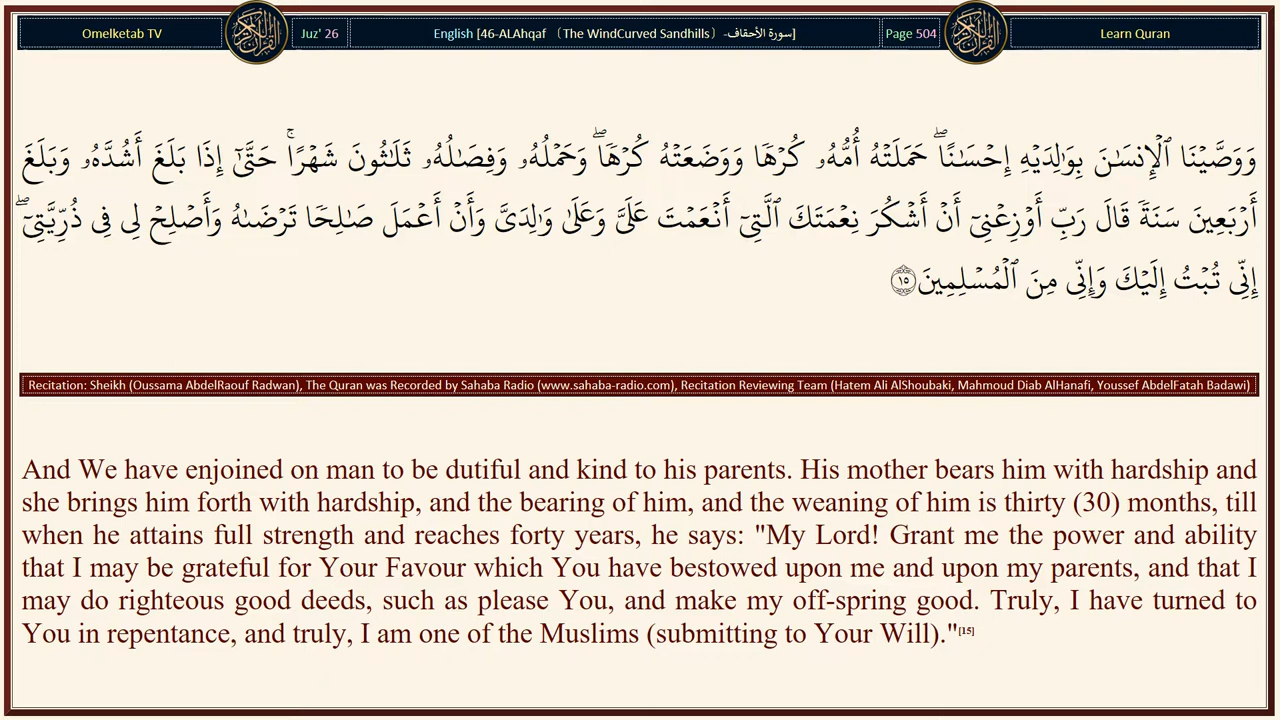 Omelketab TV
Juz' 26
English [46-ALAhqaf （The WindCurved Sandhills）-سورة الأحقاف]
Page 504
Learn Quran
وَوَصَّيۡنَا ٱلۡإِنسَٰنَ بِوَٰلِدَيۡهِ إِحۡسَٰنًاۖ حَمَلَتۡهُ أُمُّهُۥ كُرۡهٗا وَوَضَعَتۡهُ كُرۡهٗاۖ وَحَمۡلُهُۥ وَفِصَٰلُهُۥ ثَلَٰثُونَ شَهۡرًاۚ حَتَّىٰٓ إِذَا بَلَغَ أَشُدَّهُۥ وَبَلَغَ
أَرۡبَعِينَ سَنَةٗ قَالَ رَبِّ أَوۡزِعۡنِيٓ أَنۡ أَشۡكُرَ نِعۡمَتَكَ ٱلَّتِيٓ أَنۡعَمۡتَ عَلَيَّ وَعَلَىٰ وَٰلِدَيَّ وَأَنۡ أَعۡمَلَ صَٰلِحٗا تَرۡضَىٰهُ وَأَصۡلِحۡ لِي فِي ذُرِّيَّتِيٓۖ
إِنِّي تُبۡتُ إِلَيۡكَ وَإِنِّي مِنَ ٱلۡمُسۡلِمِينَ ١٥
Recitation: Sheikh (Oussama AbdelRaouf Radwan), The Quran was Recorded by Sahaba Radio (www.sahaba-radio.com), Recitation Reviewing Team (Hatem Ali AlShoubaki, Mahmoud Diab AlHanafi, Youssef AbdelFatah Badawi)
And We have enjoined on man to be dutiful and kind to his parents. His mother bears him with hardship and
she brings him forth with hardship, and the bearing of him, and the weaning of him is thirty (30) months, till
when he attains full strength and reaches forty years, he says: "My Lord! Grant me the power and ability
that I may be grateful for Your Favour which You have bestowed upon me and upon my parents, and that I
may do righteous good deeds, such as please You, and make my off-spring good. Truly, I have turned to
You in repentance, and truly, I am one of the Muslims (submitting to Your Will)."[15]